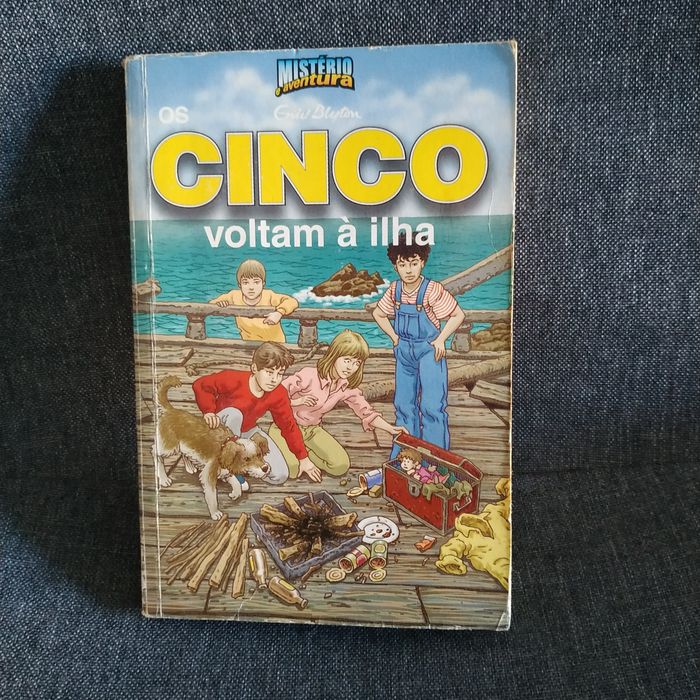 MISTÉRIO
e aventura
Enid Blyton
OS
CINCO
voltam à ilha